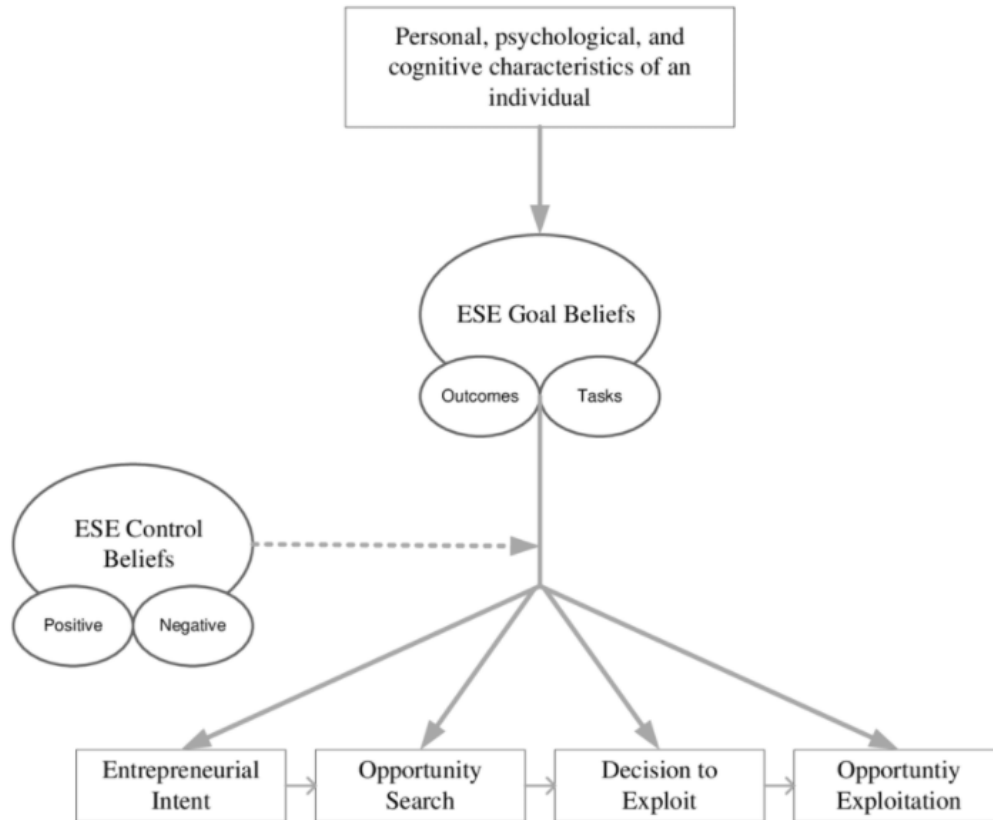 Personal, psychological, and
cognitive characteristics of an
individual
ESE Goal Beliefs
Outcomes
Tasks
ESE Control
Beliefs
Positive
Negative
Entrepreneurial
Intent
Opportunity
Search
Decision to
Exploit
Opportuntiy
Exploitation